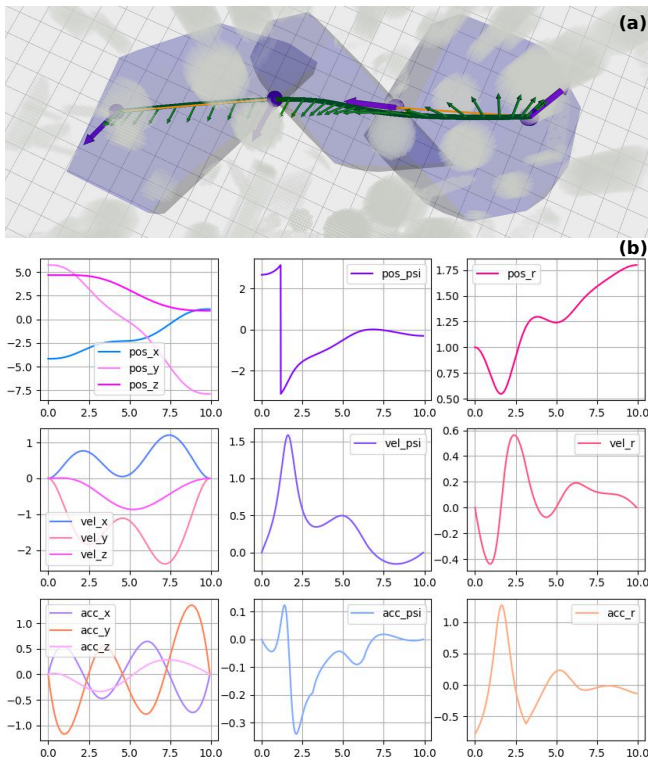 (a)
(b)
5.0
2.5
0.0
−2.5
−5.0
−7.5
pos_x
pos_y
pos_z
0.0 2.5 5.0 7.5 10.0
2
0
−2
pos_psi
0.0 2.5 5.0 7.5 10.0
1.75
1.50
1.25
1.00
0.75
0.50
pos_r
0.0 2.5 5.0 7.5 10.0
1
0
−1
−2
vel_x
vel_y
vel_z
0.0 2.5 5.0 7.5 10.0
1.5
1.0
0.5
0.0
vel_psi
0.0 2.5 5.0 7.5 10.0
0.6
0.4
0.2
0.0
−0.2
−0.4
vel_r
0.0 2.5 5.0 7.5 10.0
1.0
0.5
0.0
−0.5
−1.0
acc_x
acc_y
acc_z
0.0 2.5 5.0 7.5 10.0
0.1
0.0
−0.1
−0.2
−0.3
acc_psi
0.0 2.5 5.0 7.5 10.0
1.0
0.5
0.0
−0.5
acc_r
0.0 2.5 5.0 7.5 10.0